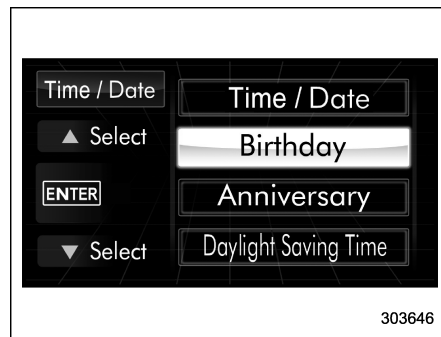 Time / Date
Select
ENTER
Select
Time / Date
Birthday
Anniversary
Daylight Saving Time
303646